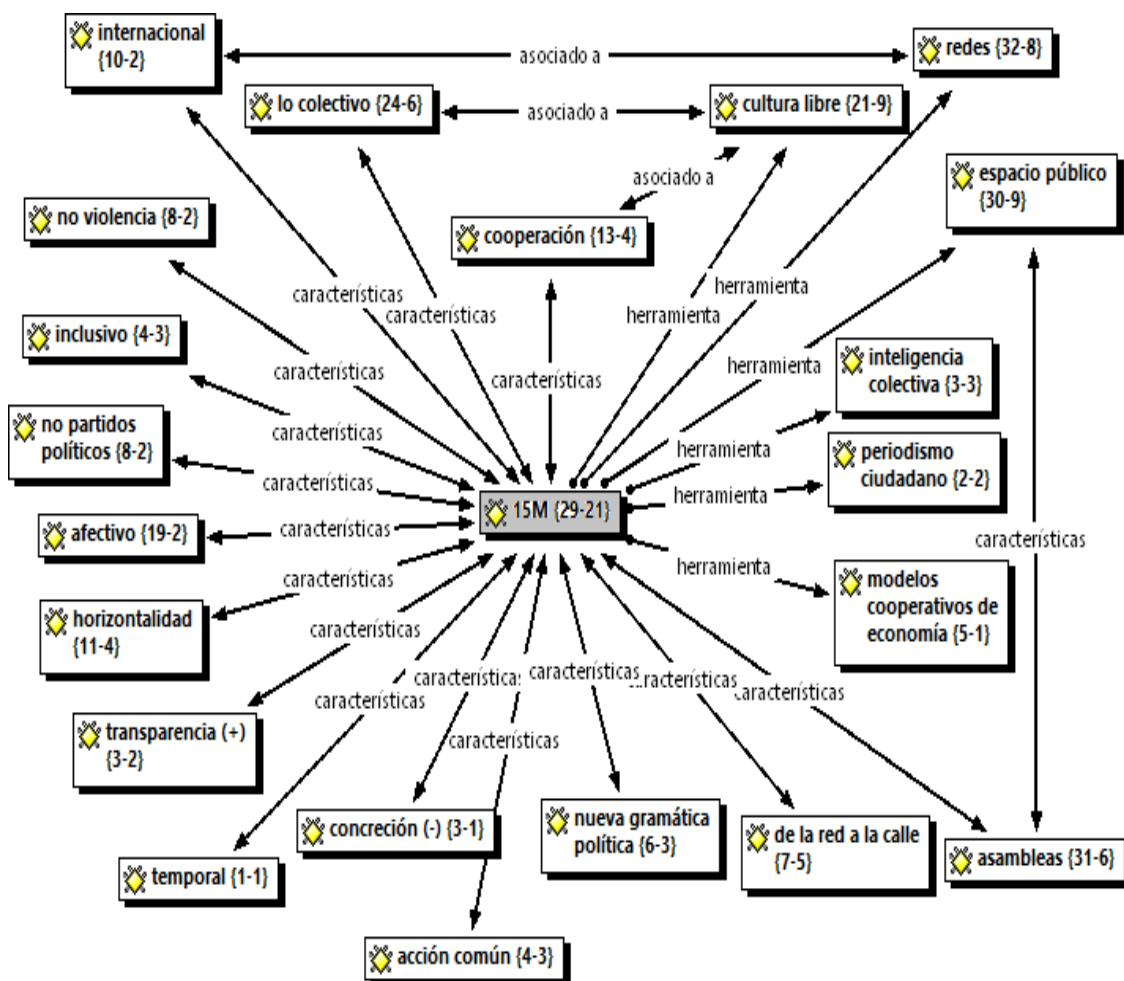 internacional
{10-2}
asociado a
redes {32-8}
lo colectivo {24-6}
asociado a
cultura libre {21-9}
asociado a
espacio público
{30-9}
no violencia {8-2}
cooperación {13-4}
características
características
herramienta
herramienta
inclusivo {4-3}
características
características
herramienta
inteligencia
colectiva {3-3}
no partidos
políticos {8-2}
características
herramienta
periodismo
ciudadano {2-2}
características
15M {29-21}
herramienta
afectivo {19-2}
características
características
características
herramienta
modelos
cooperativos de
economía {5-1}
horizontalidad
{11-4}
características
características
características
características
características
características
transparencia (+)
{3-2}
características
concreción (-) {3-1}
nueva gramática
política {6-3}
de la red a la calle
{7-5}
asambleas {31-6}
temporal {1-1}
acción común {4-3}